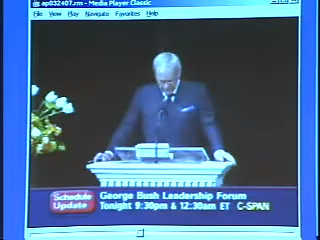 ap032407.rm - Media Player Classic
File View Play Navigate Favorites Help
Schedule
Update
George Bush Leadership Forum
Tonight 9:30pm & 12:30am ET C-SPAN